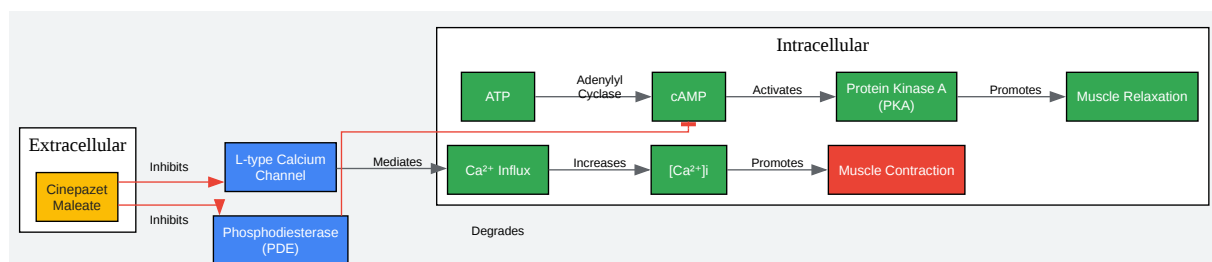 Intracellular
ATP
Adenylyl
Cyclase
cAMP
Activates
Protein Kinase A
(PKA)
Promotes
Muscle Relaxation
Extracellular
Cinepazet
Maleate
Inhibits
L-type Calcium
Channel
Mediates
Ca²⁺ Influx
Increases
[Ca²⁺]i
Promotes
Muscle Contraction
Inhibits
Phosphodiesterase
(PDE)
Degrades